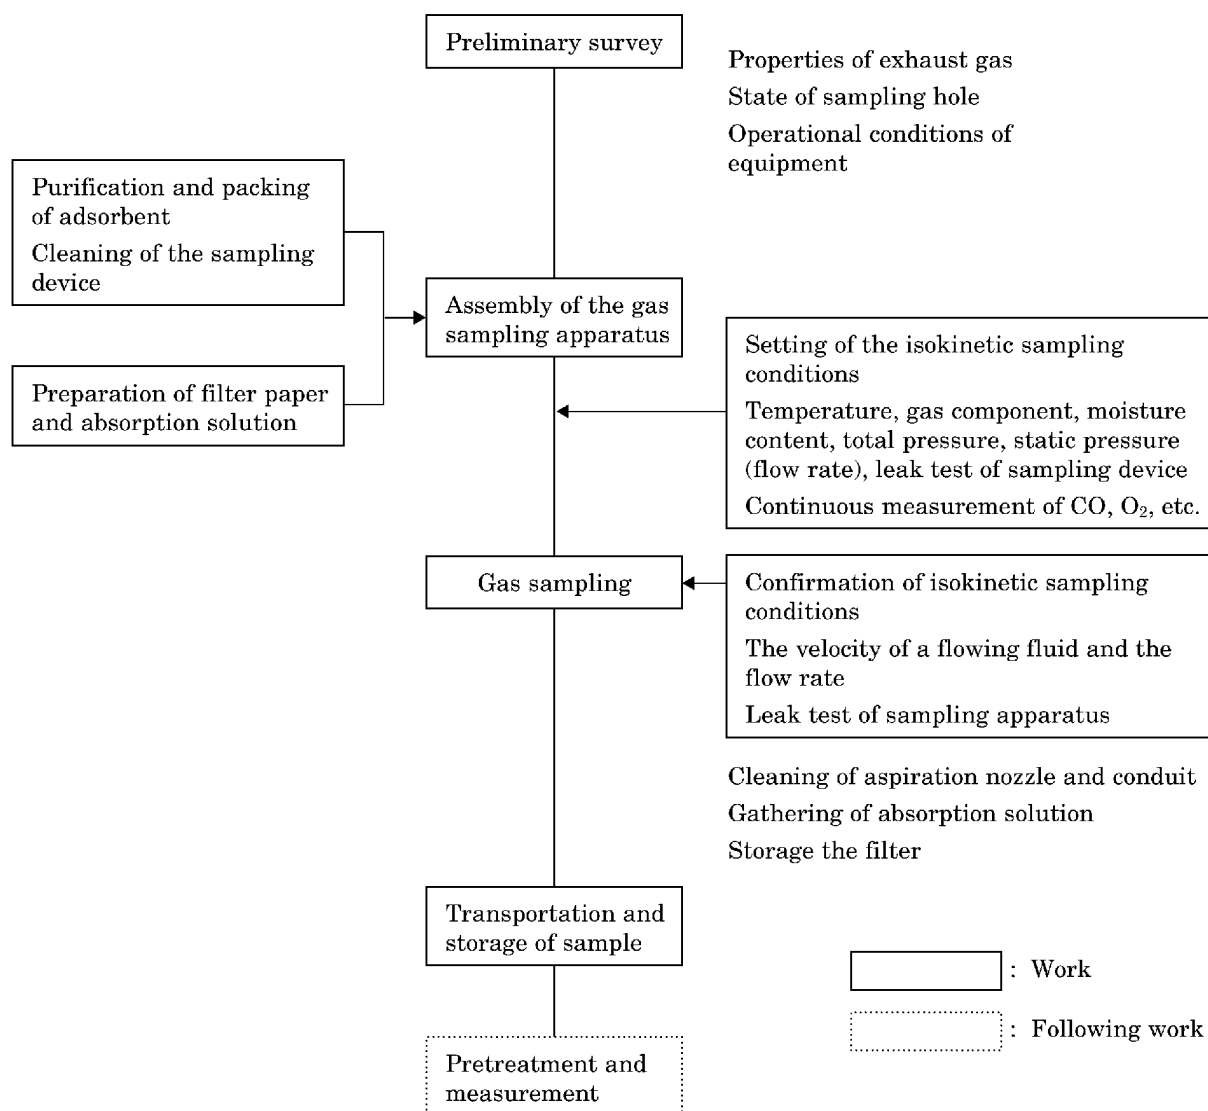 Preliminary survey
Properties of exhaust gas
State of sampling hole
Operational conditions of
equipment
Purification and packing
of adsorbent
Cleaning of the sampling
device
Preparation of filter paper
and absorption solution
Assembly of the gas
sampling apparatus
Setting of the isokinetic sampling
conditions
Temperature, gas component, moisture
content, total pressure, static pressure
(flow rate), leak test of sampling device
Continuous measurement of CO, O₂, etc.
Gas sampling
Confirmation of isokinetic sampling
conditions
The velocity of a flowing fluid and the
flow rate
Leak test of sampling apparatus
Cleaning of aspiration nozzle and conduit
Gathering of absorption solution
Storage the filter
Transportation and
storage of sample
: Work
: Following work
Pretreatment and
measurement